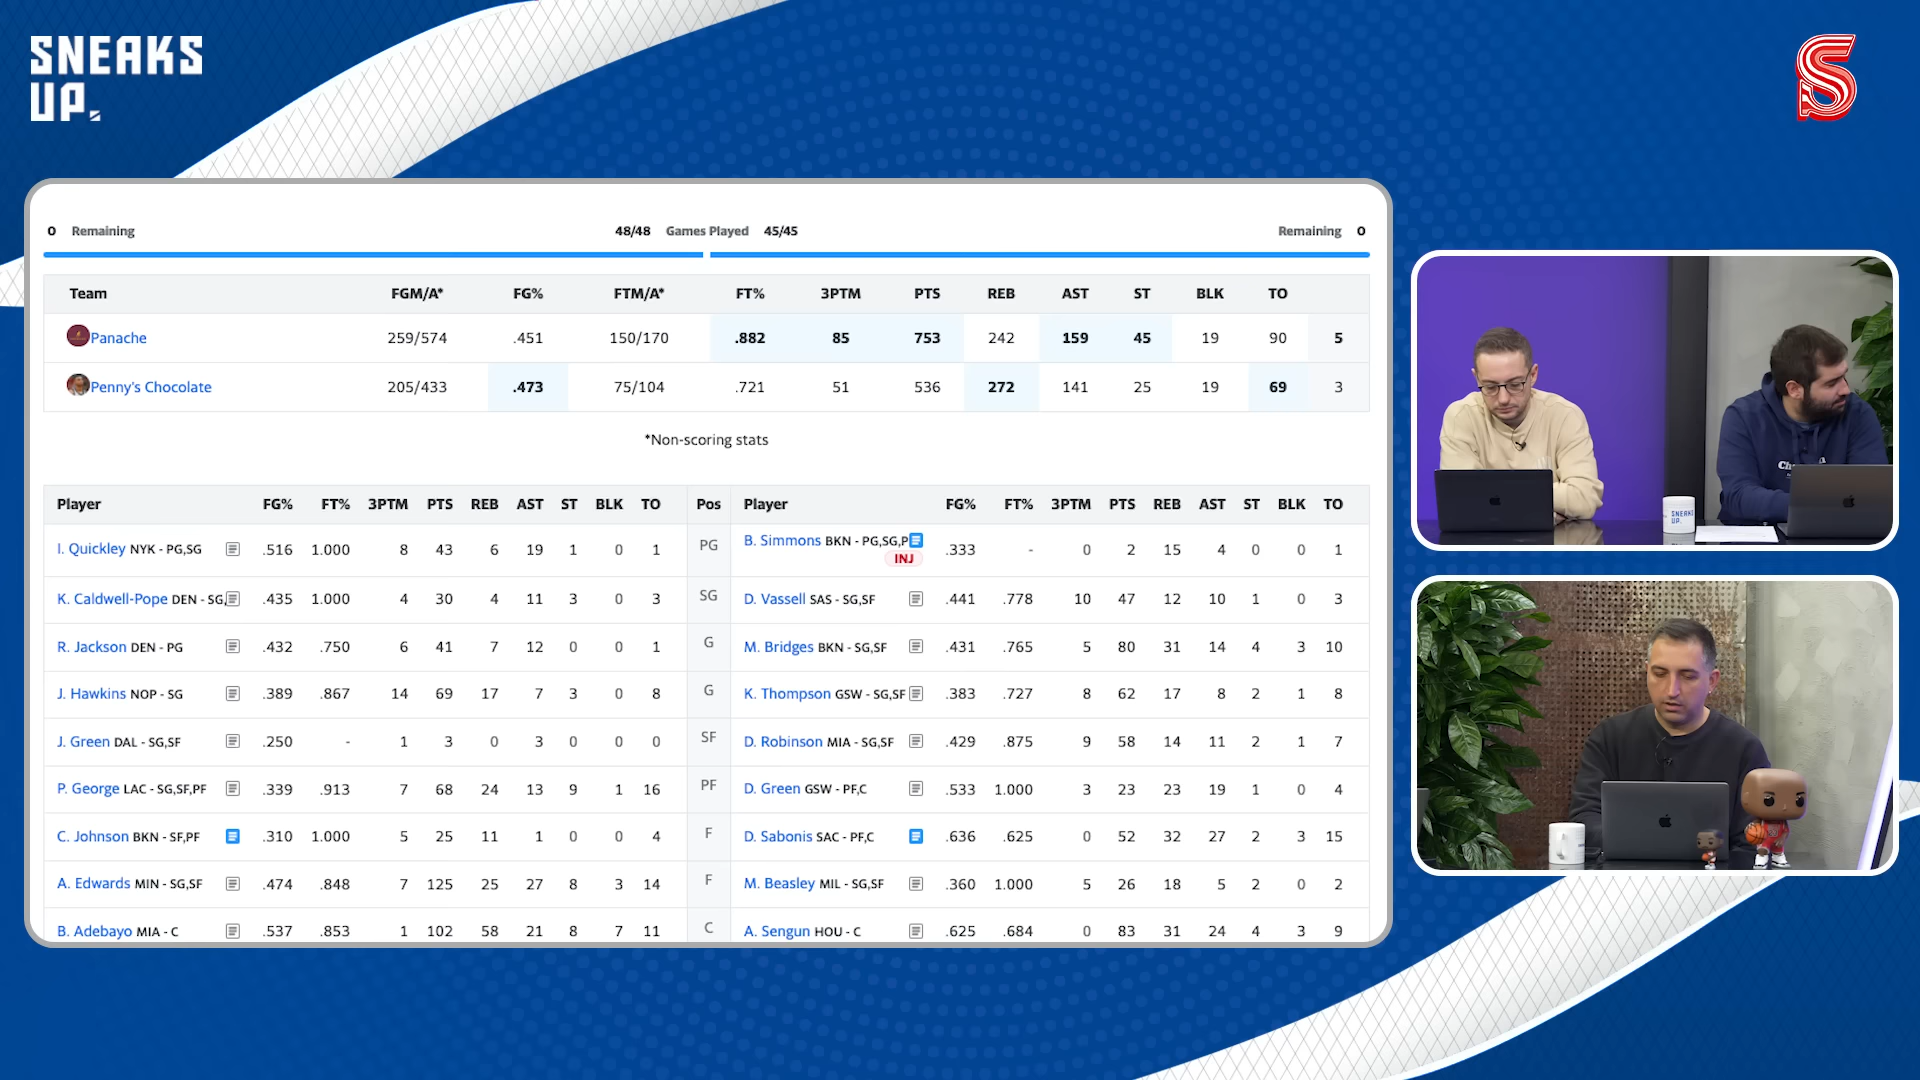 SNEAKS
UP.
S
0 Remaining 48/48 Games Played 45/45 Remaining 0
Team FGM/A* FG% FTM/A* FT% 3PTM PTS REB AST ST BLK TO
Panache 259/574 .451 150/170 .882 85 753 242 159 45 19 90 5
Penny's Chocolate 205/433 .473 75/104 .721 51 536 272 141 25 19 69 3
*Non-scoring stats
Player FG% FT% 3PTM PTS REB AST ST BLK TO Pos Player FG% FT% 3PTM PTS REB AST ST BLK TO
I. Quickley NYK - PG,SG .516 1.000 8 43 6 19 1 0 1 PG B. Simmons BKN - PG,SG,P INJ .333 - 0 2 15 4 0 0 1
K. Caldwell-Pope DEN - SG, .435 1.000 4 30 4 11 3 0 3 SG D. Vassell SAS - SG,SF .441 .778 10 47 12 10 1 0 3
R. Jackson DEN - PG .432 .750 6 41 7 12 0 0 1 G M. Bridges BKN - SG,SF .431 .765 5 80 31 14 4 3 10
J. Hawkins NOP - SG .389 .867 14 69 17 7 3 0 8 G K. Thompson GSW - SG,SF .383 .727 8 62 17 8 2 1 8
J. Green DAL - SG,SF .250 - 1 3 0 3 0 0 0 SF D. Robinson MIA - SG,SF .429 .875 9 58 14 11 2 1 7
P. George LAC - SG,SF,PF .339 .913 7 68 24 13 9 1 16 PF D. Green GSW - PF,C .533 1.000 3 23 23 19 1 0 4
C. Johnson BKN - SF,PF .310 1.000 5 25 11 1 0 0 4 F D. Sabonis SAC - PF,C .636 .625 0 52 32 27 2 3 15
A. Edwards MIN - SG,SF .474 .848 7 125 25 27 8 3 14 F M. Beasley MIL - SG,SF .360 1.000 5 26 18 5 2 0 2
B. Adebayo MIA - C .537 .853 1 102 58 21 8 7 11 C A. Sengun HOU - C .625 .684 0 83 31 24 4 3 9
SNEAKS
UP.